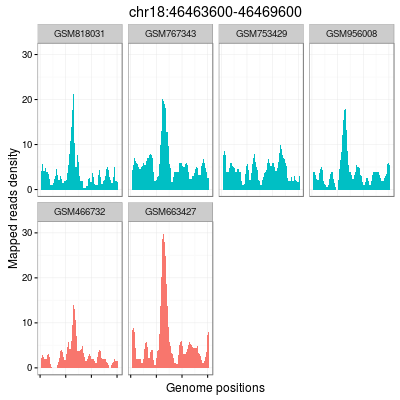 chr18:46463600-46469600
GSM818031 GSM767343 GSM753429 GSM956008
30
20
10
0
GSM466732 GSM663427
30
20
10
0
Mapped reads density
Genome positions